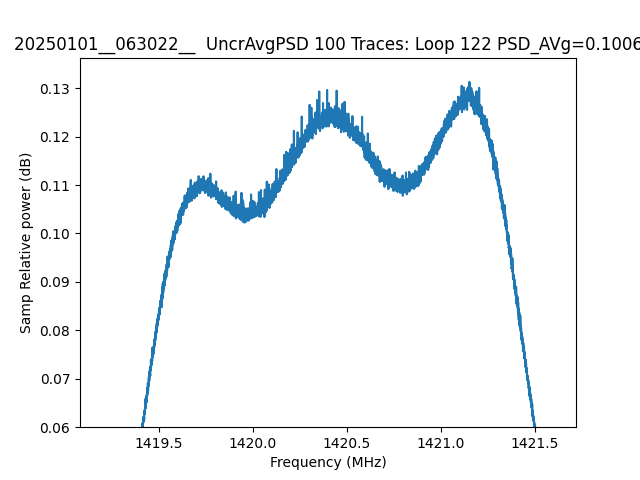 20250101__063022__  UncrAvgPSD 100 Traces: Loop 122 PSD_AVg=0.1006
0.13
0.12
0.11
0.10
0.09
0.08
0.07
0.06
Samp Relative power (dB)
1419.5 1420.0 1420.5 1421.0 1421.5
Frequency (MHz)